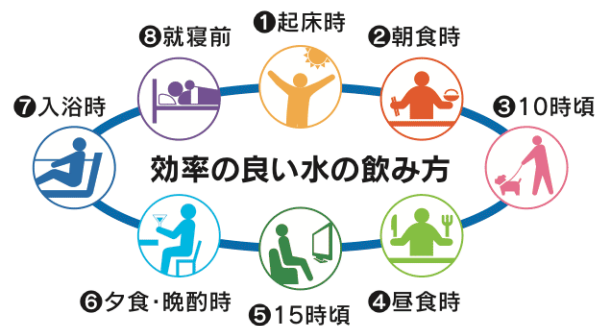 ❶起床時
❷朝食時
❸10時頃
❹昼食時
❺15時頃
❻夕食・晩酌時
❼入浴時
❽就寝前
効率の良い水の飲み方